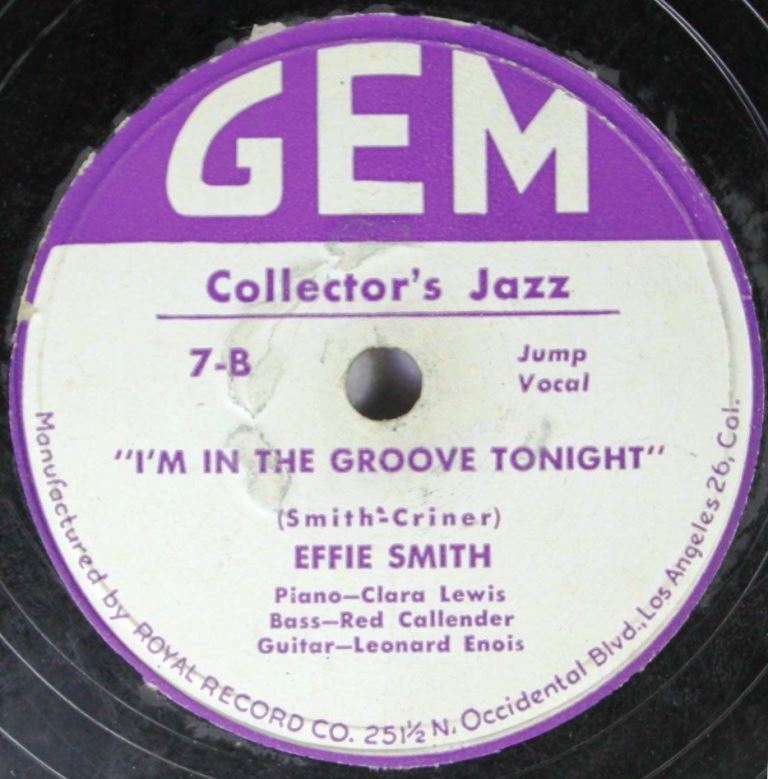 GEM
Collector's Jazz
7-B
Jump
Vocal
"I'M IN THE GROOVE TONIGHT"
(Smith-Criner)
EFFIE SMITH
Piano—Clara Lewis
Bass—Red Callender
Guitar—Leonard Enois
Manufactured by ROYAL RECORD CO. 251½ N. Occidental Blvd., Los Angeles 26, Cal.